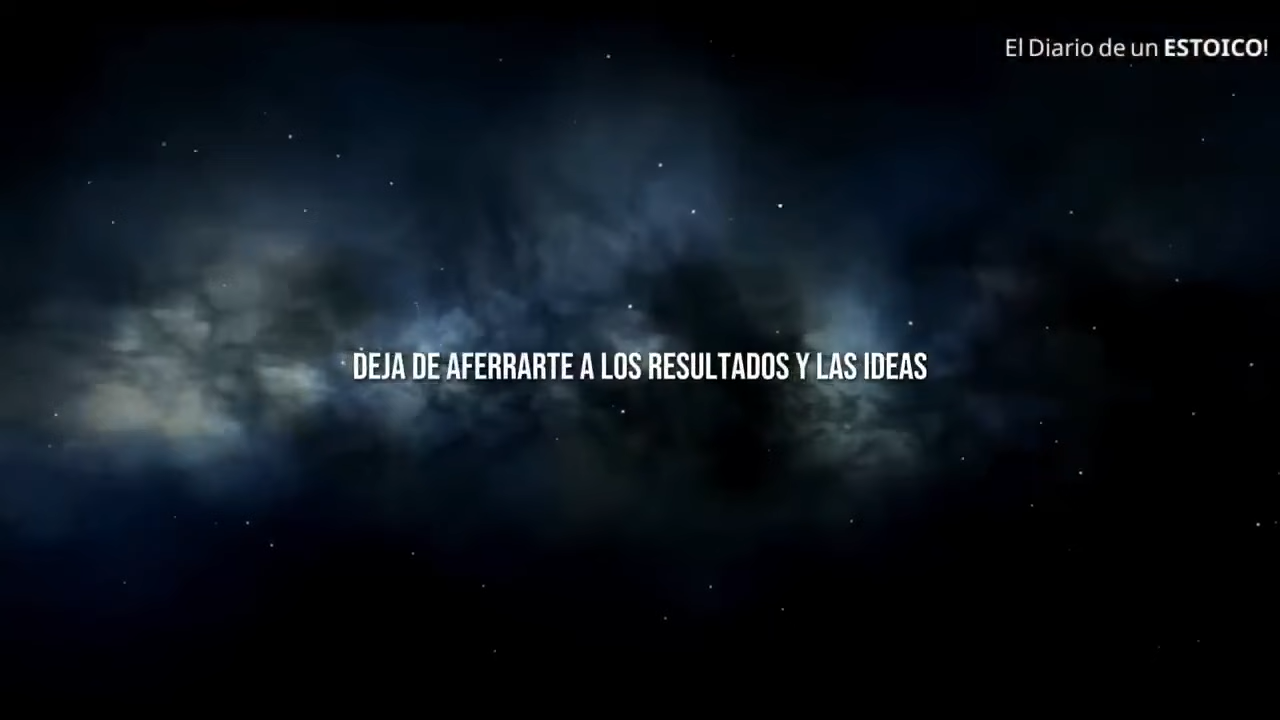 El Diario de un ESTOICO!
DEJA DE AFERRARTE A LOS RESULTADOS Y LAS IDEAS